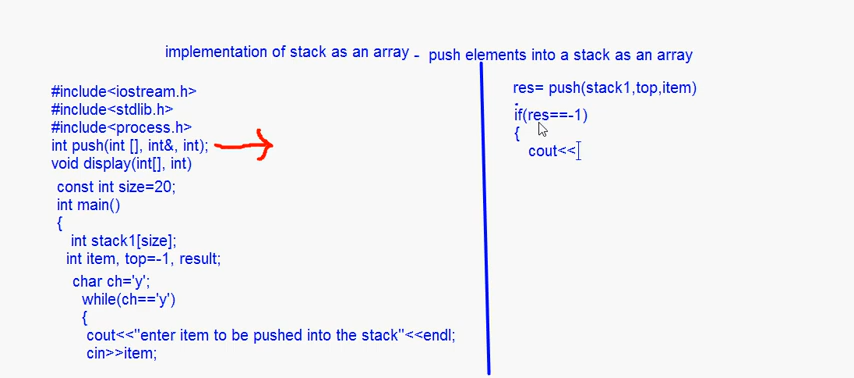 implementation of stack as an array - push elements into a stack as an array
#include<iostream.h>
#include<stdlib.h>
#include<process.h>
int push(int [], int&, int);
void display(int[], int)
const int size=20;
int main()
{
int stack1[size];
int item, top=-1, result;
char ch='y';
while(ch=='y')
{
cout<<"enter item to be pushed into the stack"<<endl;
cin>>item;
res= push(stack1,top,item)
if(res==-1)
{
cout<<